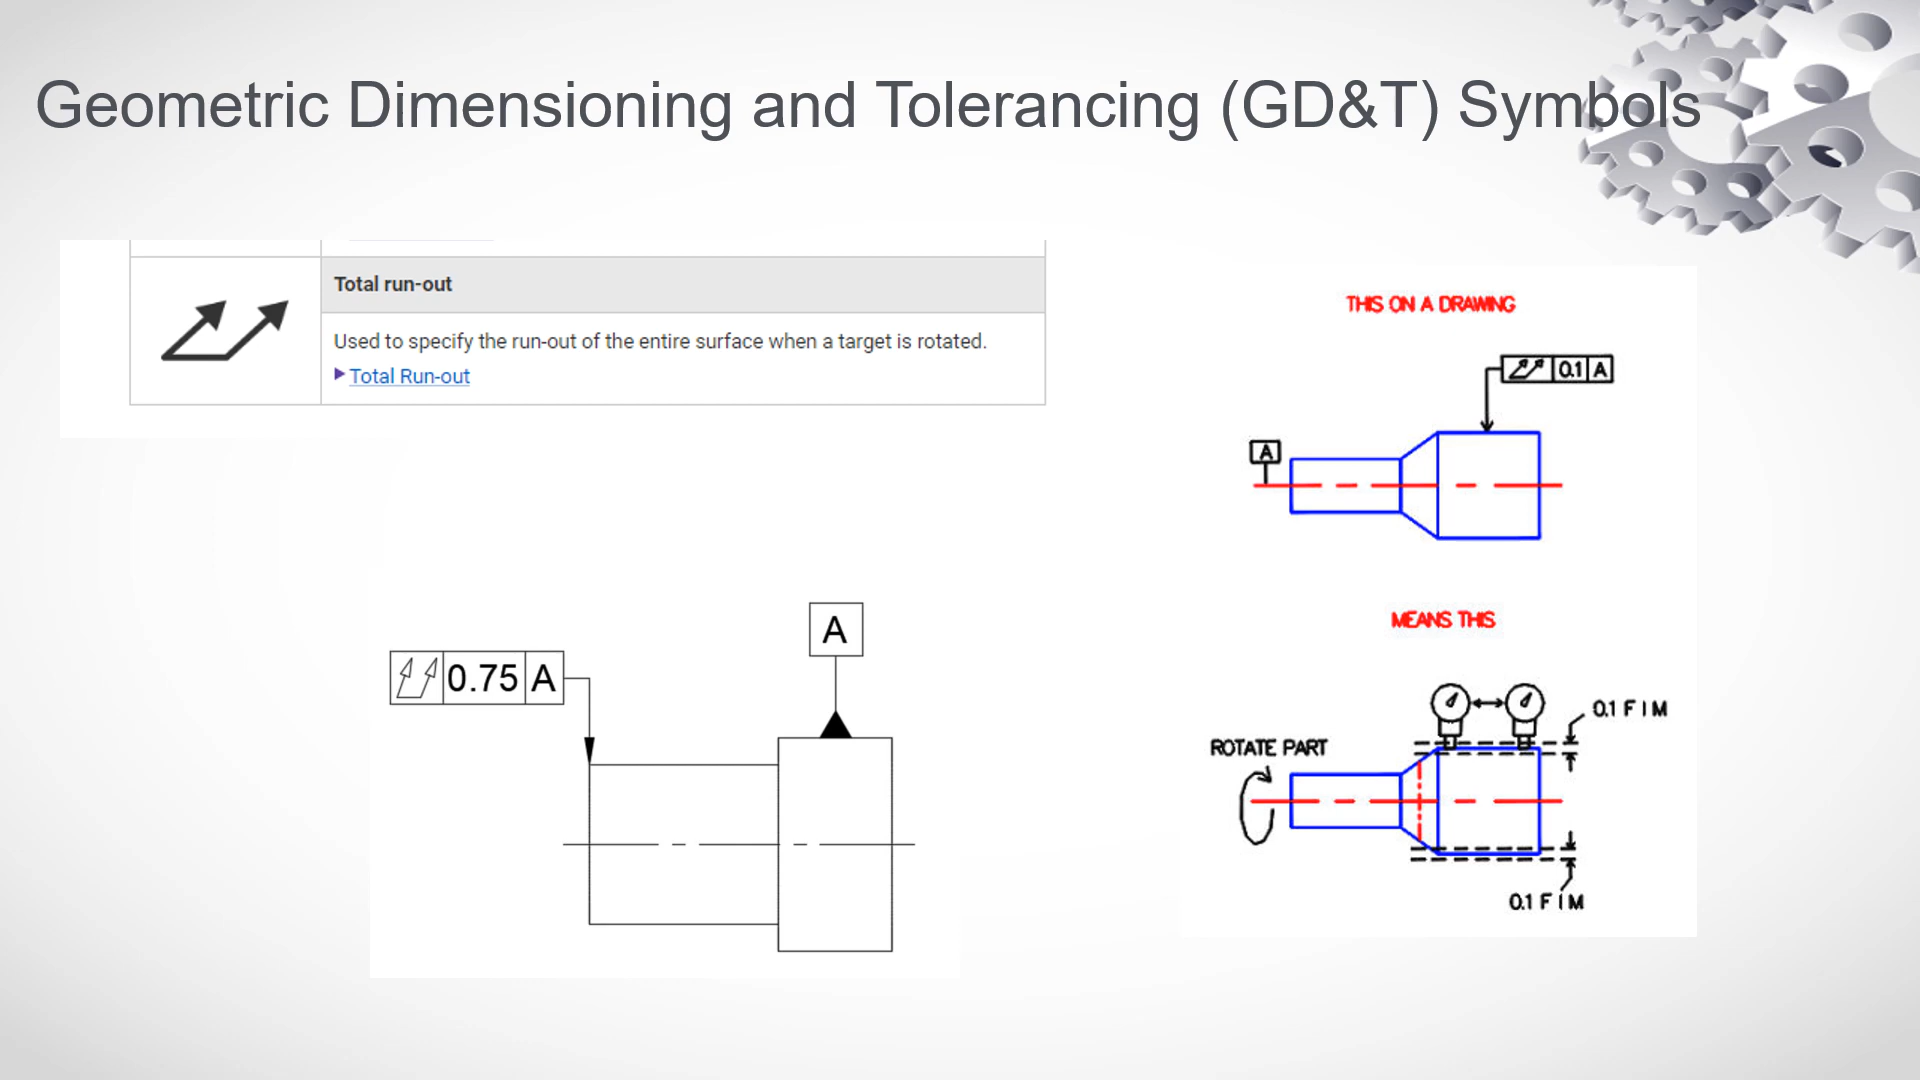 Geometric Dimensioning and Tolerancing (GD&T) Symbols
Total run-out
Used to specify the run-out of the entire surface when a target is rotated.
Total Run-out
THIS ON A DRAWING
0.1 A
A
A
0.75 A
MEANS THIS
0.1 F I M
ROTATE PART
0.1 F I M